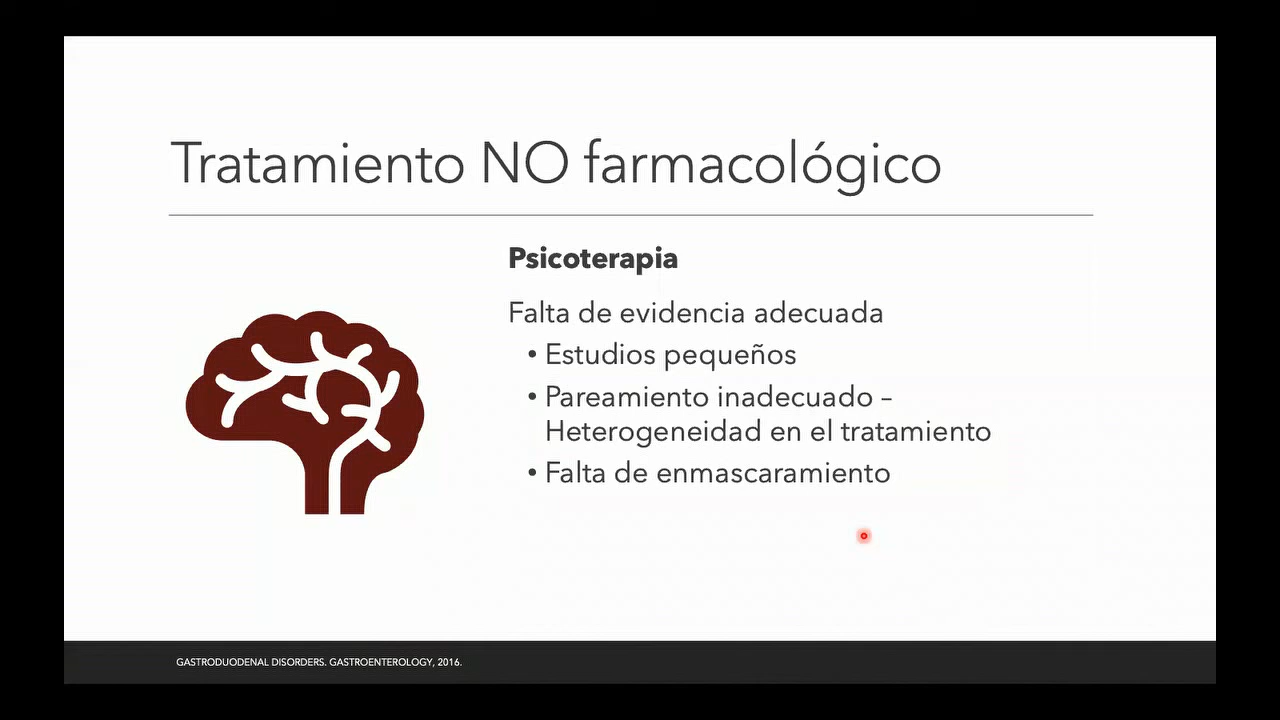 Tratamiento NO farmacológico
Psicoterapia
Falta de evidencia adecuada
• Estudios pequeños
• Pareamiento inadecuado –
Heterogeneidad en el tratamiento
• Falta de enmascaramiento
GASTRODUODENAL DISORDERS. GASTROENTEROLOGY, 2016.